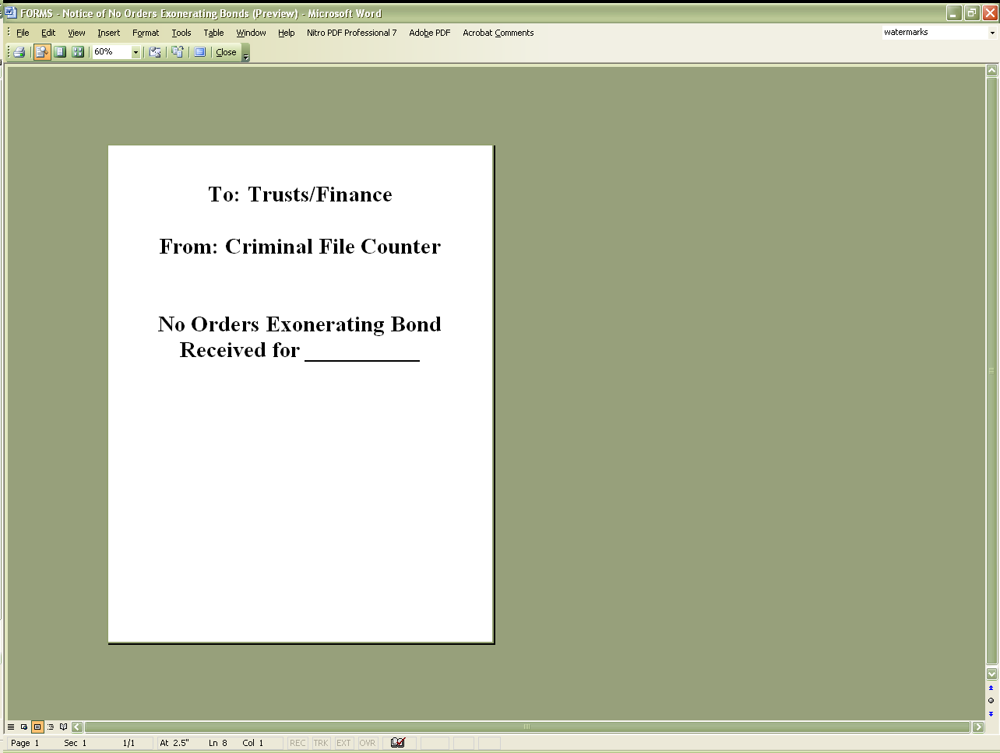 FORMS - Notice of No Orders Exonerating Bonds (Preview) - Microsoft Word
File Edit View Insert Format Tools Table Window Help Nitro PDF Professional 7 Adobe PDF Acrobat Comments watermarks
60% Close
To: Trusts/Finance
From: Criminal File Counter
No Orders Exonerating Bond
Received for __________
Page 1 Sec 1 1/1 At 2.5" Ln 8 Col 1 REC TRK EXT OVR